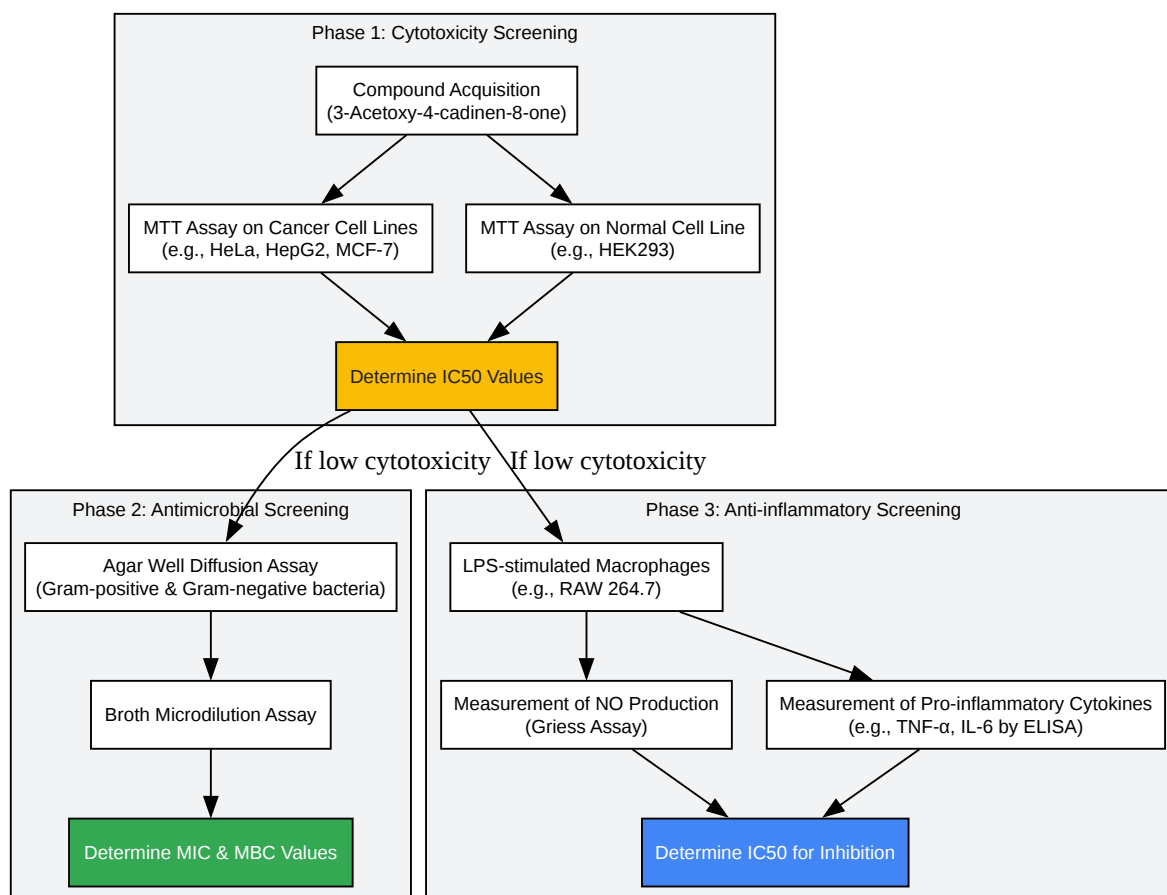 Phase 1: Cytotoxicity Screening
Compound Acquisition
(3-Acetoxy-4-cadinen-8-one)
MTT Assay on Cancer Cell Lines
(e.g., HeLa, HepG2, MCF-7)
MTT Assay on Normal Cell Line
(e.g., HEK293)
Determine IC50 Values
If low cytotoxicity
If low cytotoxicity
Phase 2: Antimicrobial Screening
Agar Well Diffusion Assay
(Gram-positive & Gram-negative bacteria)
Broth Microdilution Assay
Determine MIC & MBC Values
Phase 3: Anti-inflammatory Screening
LPS-stimulated Macrophages
(e.g., RAW 264.7)
Measurement of NO Production
(Griess Assay)
Measurement of Pro-inflammatory Cytokines
(e.g., TNF-α, IL-6 by ELISA)
Determine IC50 for Inhibition